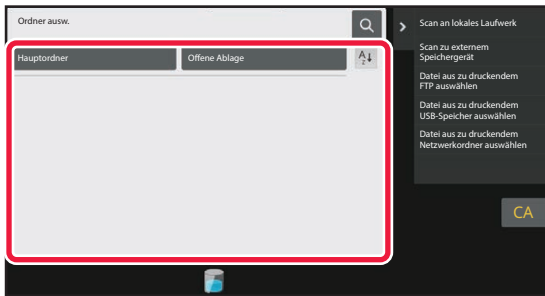 Ordner ausw.
Hauptordner
Offene Ablage
A
Z
Scan an lokales Laufwerk
Scan zu externem
Speichergerät
Datei aus zu druckendem
FTP auswählen
Datei aus zu druckendem
USB-Speicher auswählen
Datei aus zu druckendem
Netzwerkordner auswählen
CA